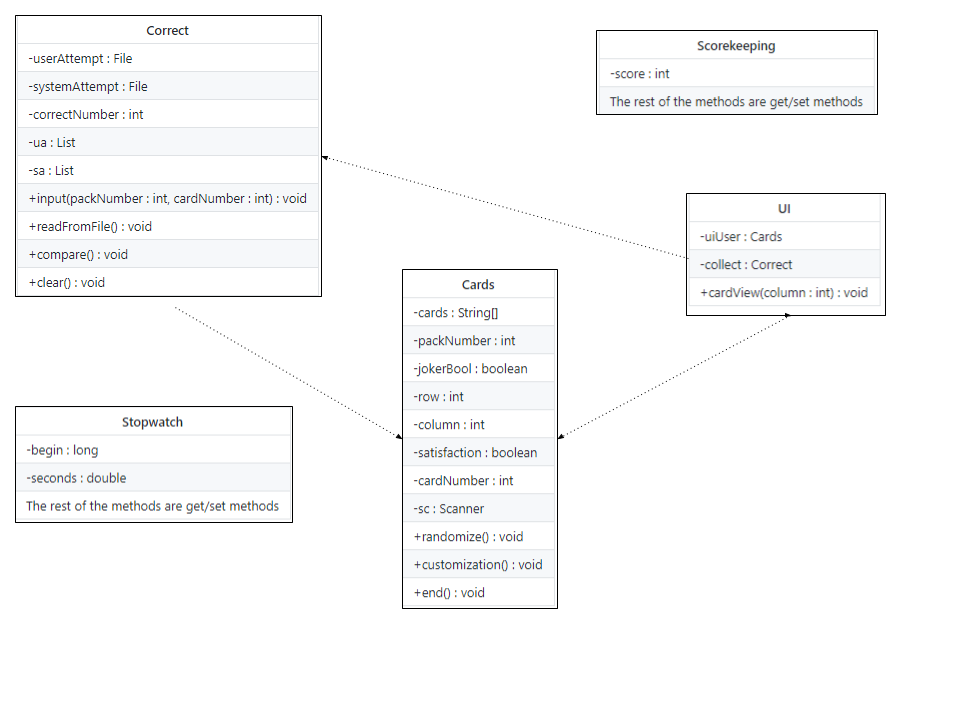 Correct
-userAttempt : File
-systemAttempt : File
-correctNumber : int
-ua : List
-sa : List
+input(packNumber : int, cardNumber : int) : void
+readFromFile() : void
+compare() : void
+clear() : void
Scorekeeping
-score : int
The rest of the methods are get/set methods
UI
-uiUser : Cards
-collect : Correct
+cardView(column : int) : void
Cards
-cards : String[]
-packNumber : int
-jokerBool : boolean
-row : int
-column : int
-satisfaction : boolean
-cardNumber : int
-sc : Scanner
+randomize() : void
+customization() : void
+end() : void
Stopwatch
-begin : long
-seconds : double
The rest of the methods are get/set methods